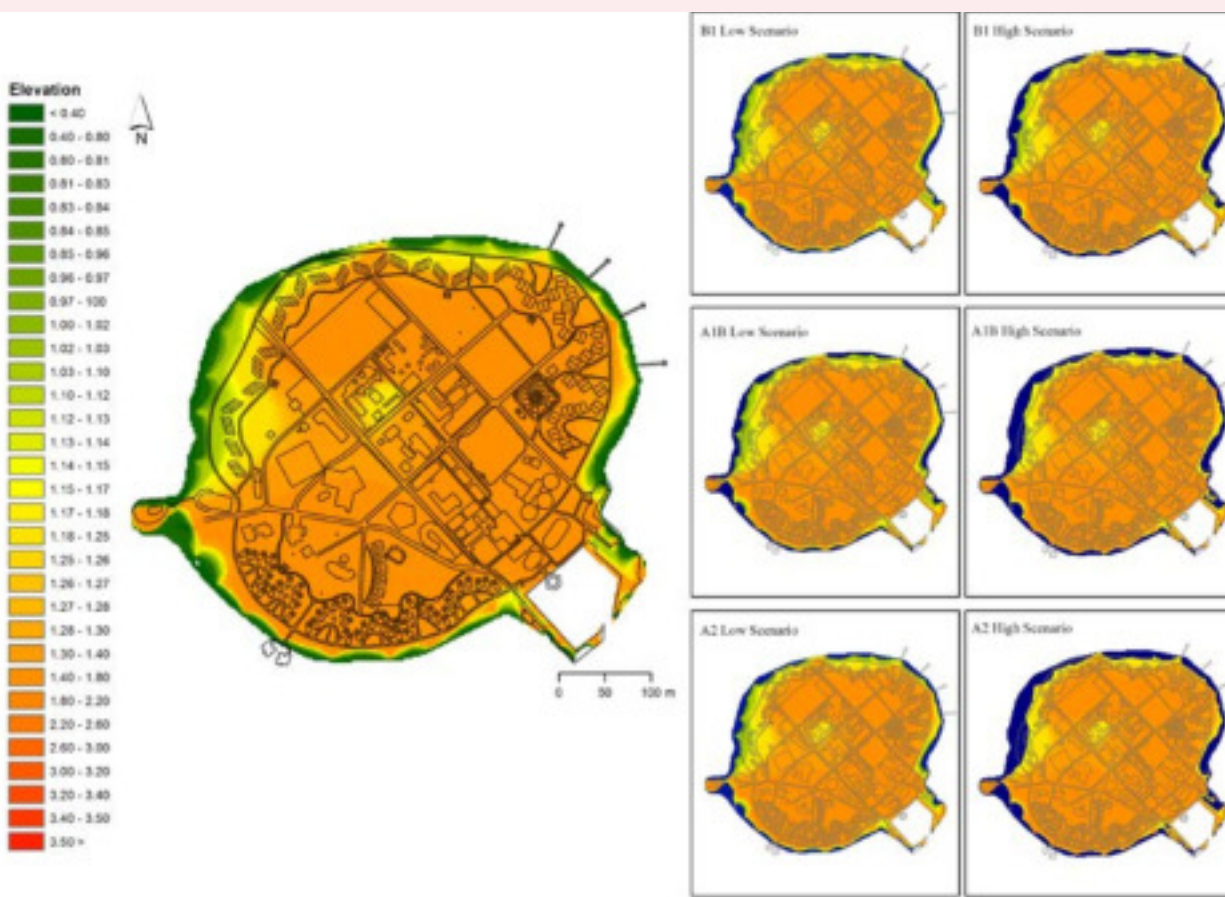 Elevation
< 0.40
0.40 - 0.80
0.80 - 0.81
0.81 - 0.83
0.83 - 0.84
0.84 - 0.85
0.85 - 0.96
0.96 - 0.97
0.97 - 100
1.00 - 1.02
1.02 - 1.03
1.03 - 1.10
1.10 - 1.12
1.12 - 1.13
1.13 - 1.14
1.14 - 1.15
1.15 - 1.17
1.17 - 1.18
1.18 - 1.25
1.25 - 1.26
1.26 - 1.27
1.27 - 1.28
1.28 - 1.30
1.30 - 1.40
1.40 - 1.80
1.80 - 2.20
2.20 - 2.60
2.60 - 3.00
3.00 - 3.20
3.20 - 3.40
3.40 - 3.50
3.50 >
N
0 50 100 m
B1 Low Scenario
B1 High Scenario
A1B Low Scenario
A1B High Scenario
A2 Low Scenario
A2 High Scenario